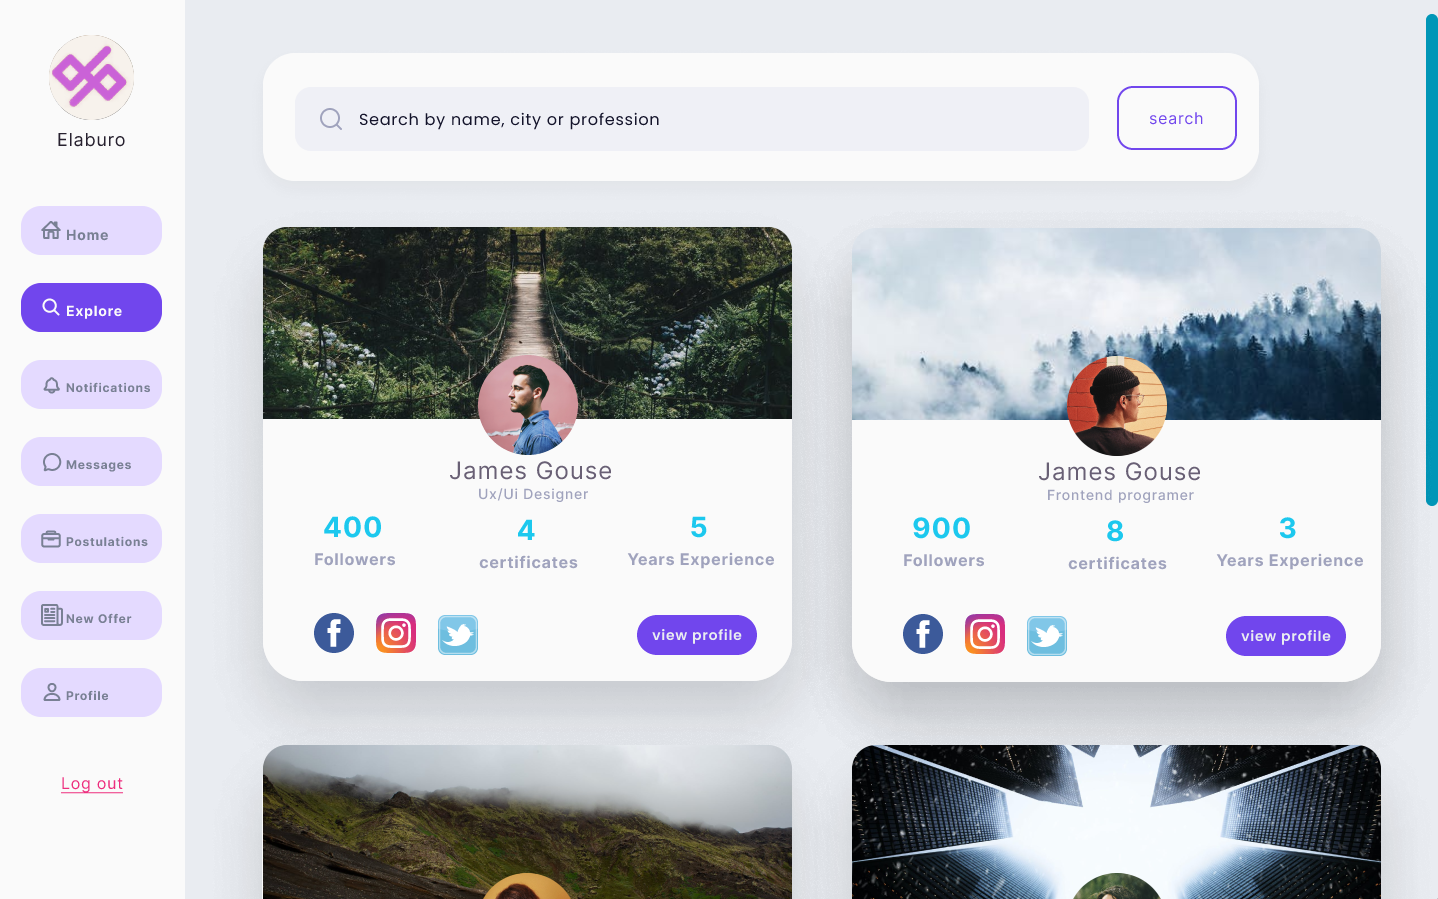 Elaburo
Home
Explore
Notifications
Messages
Postulations
New Offer
Profile
Log out
Search by name, city or profession
search
James Gouse
Ux/Ui Designer
400
Followers
4
certificates
5
Years Experience
view profile
James Gouse
Frontend programer
900
Followers
8
certificates
3
Years Experience
view profile